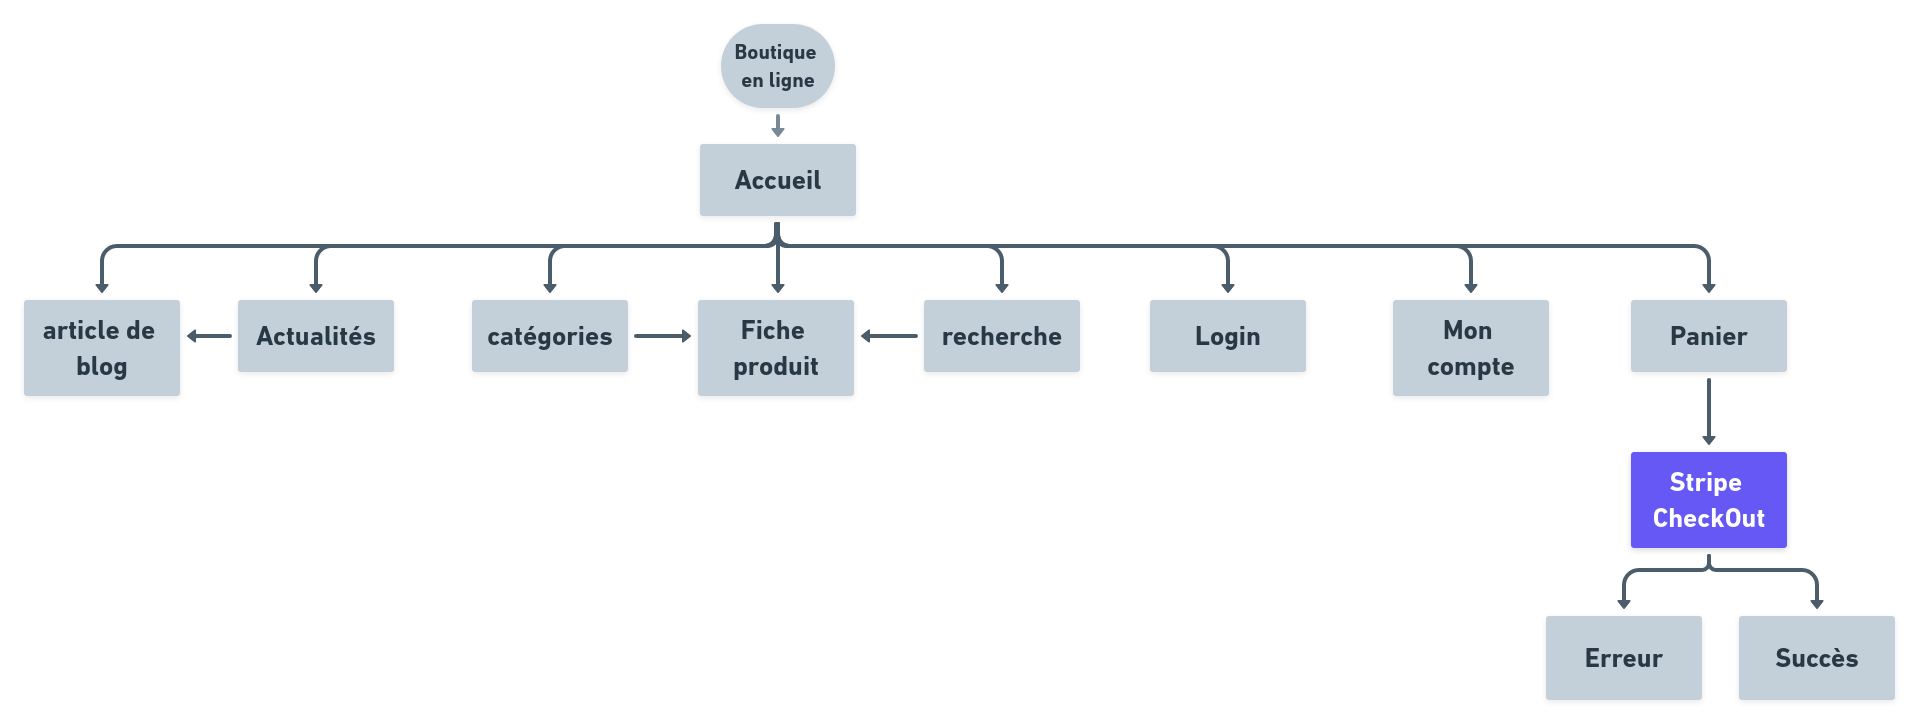 Boutique
en ligne
Accueil
article de
blog
Actualités
catégories
Fiche
produit
recherche
Login
Mon
compte
Panier
Stripe
CheckOut
Erreur
Succès